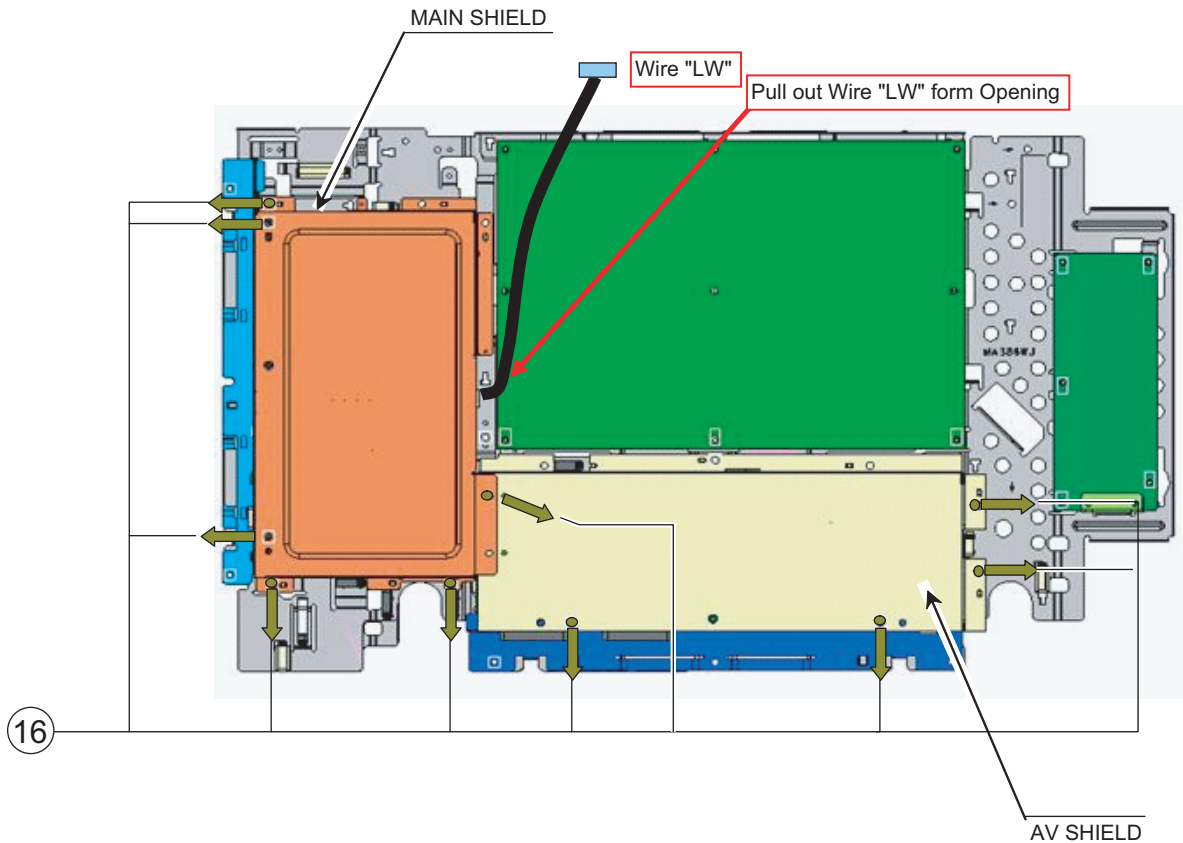 MAIN SHIELD
Wire "LW"
Pull out Wire "LW" form Opening
MA386WJ
16
AV SHIELD